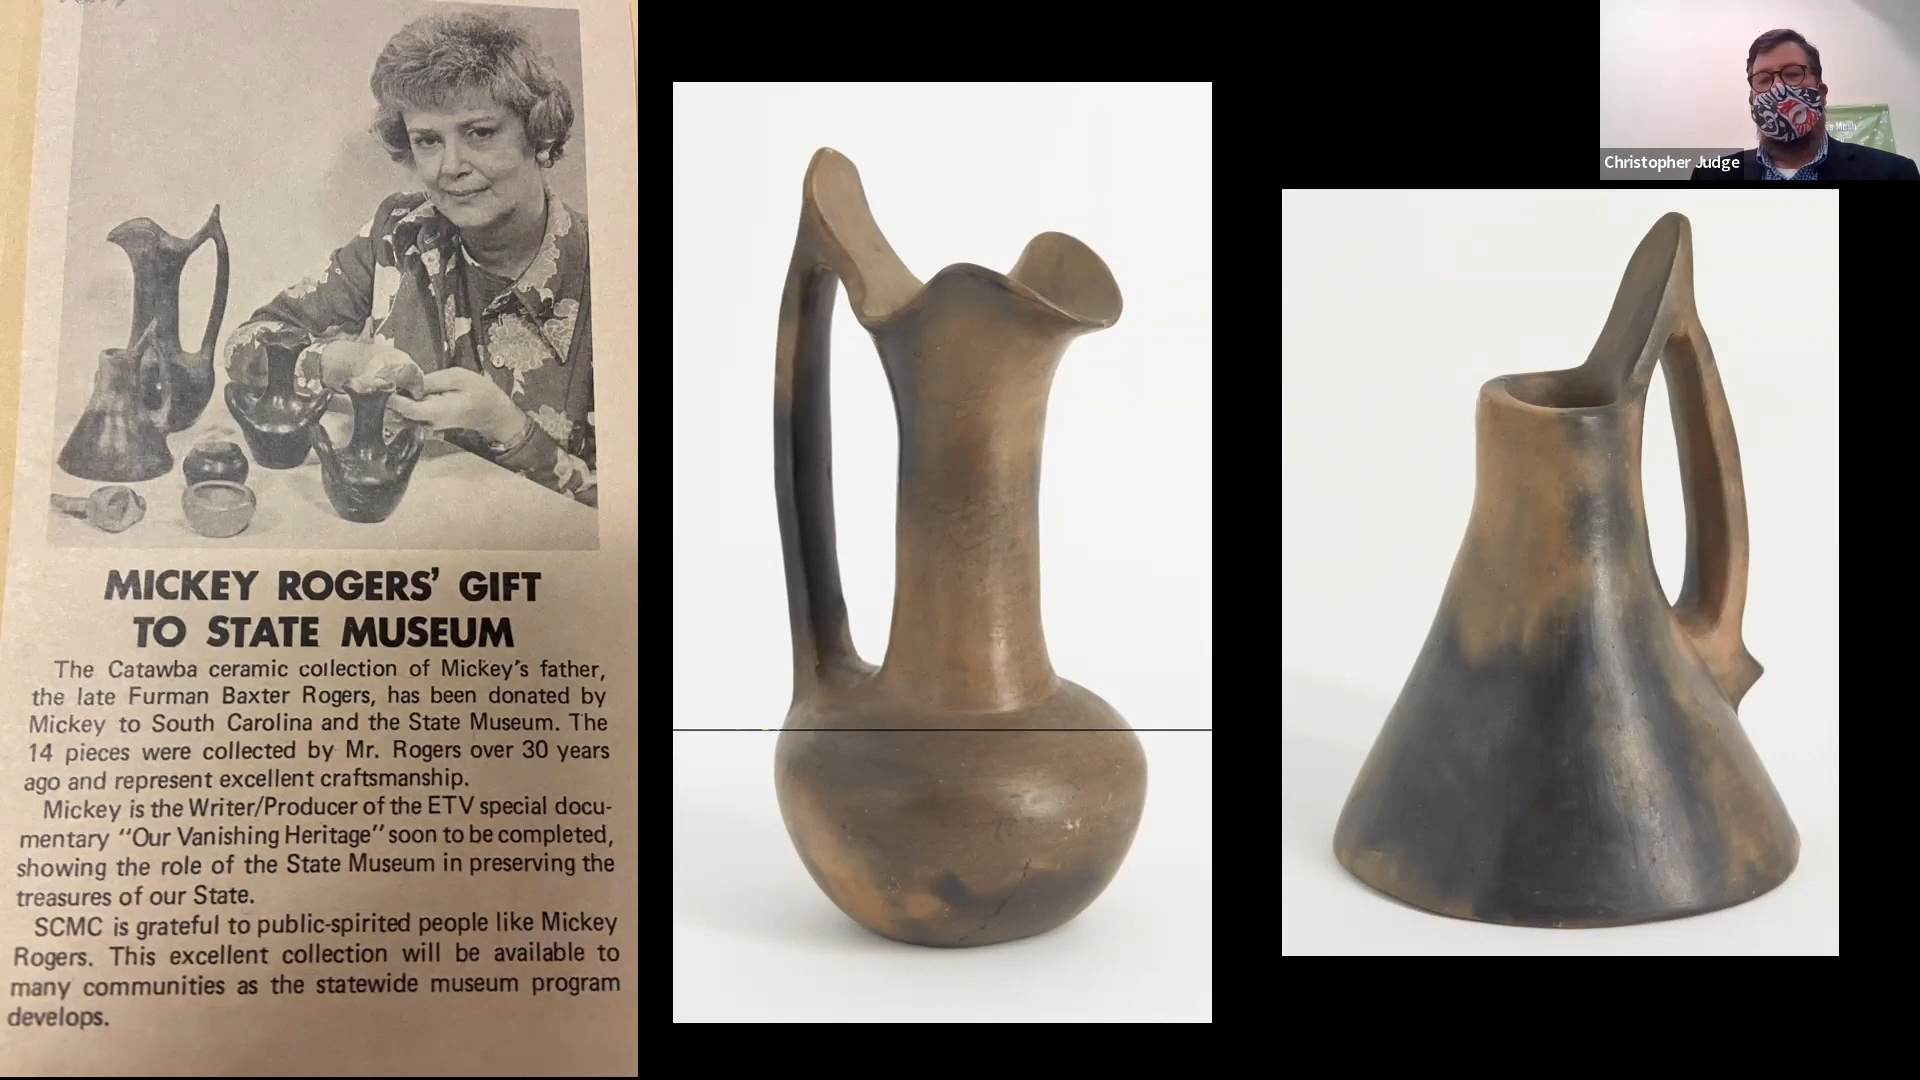 MICKEY ROGERS' GIFT
TO STATE MUSEUM
The Catawba ceramic collection of Mickey's father,
the late Furman Baxter Rogers, has been donated by
Mickey to South Carolina and the State Museum. The
14 pieces were collected by Mr. Rogers over 30 years
ago and represent excellent craftsmanship.
Mickey is the Writer/Producer of the ETV special docu-
mentary "Our Vanishing Heritage" soon to be completed,
showing the role of the State Museum in preserving the
treasures of our State.
SCMC is grateful to public-spirited people like Mickey
Rogers. This excellent collection will be available to
many communities as the statewide museum program
develops.
Christopher Judge